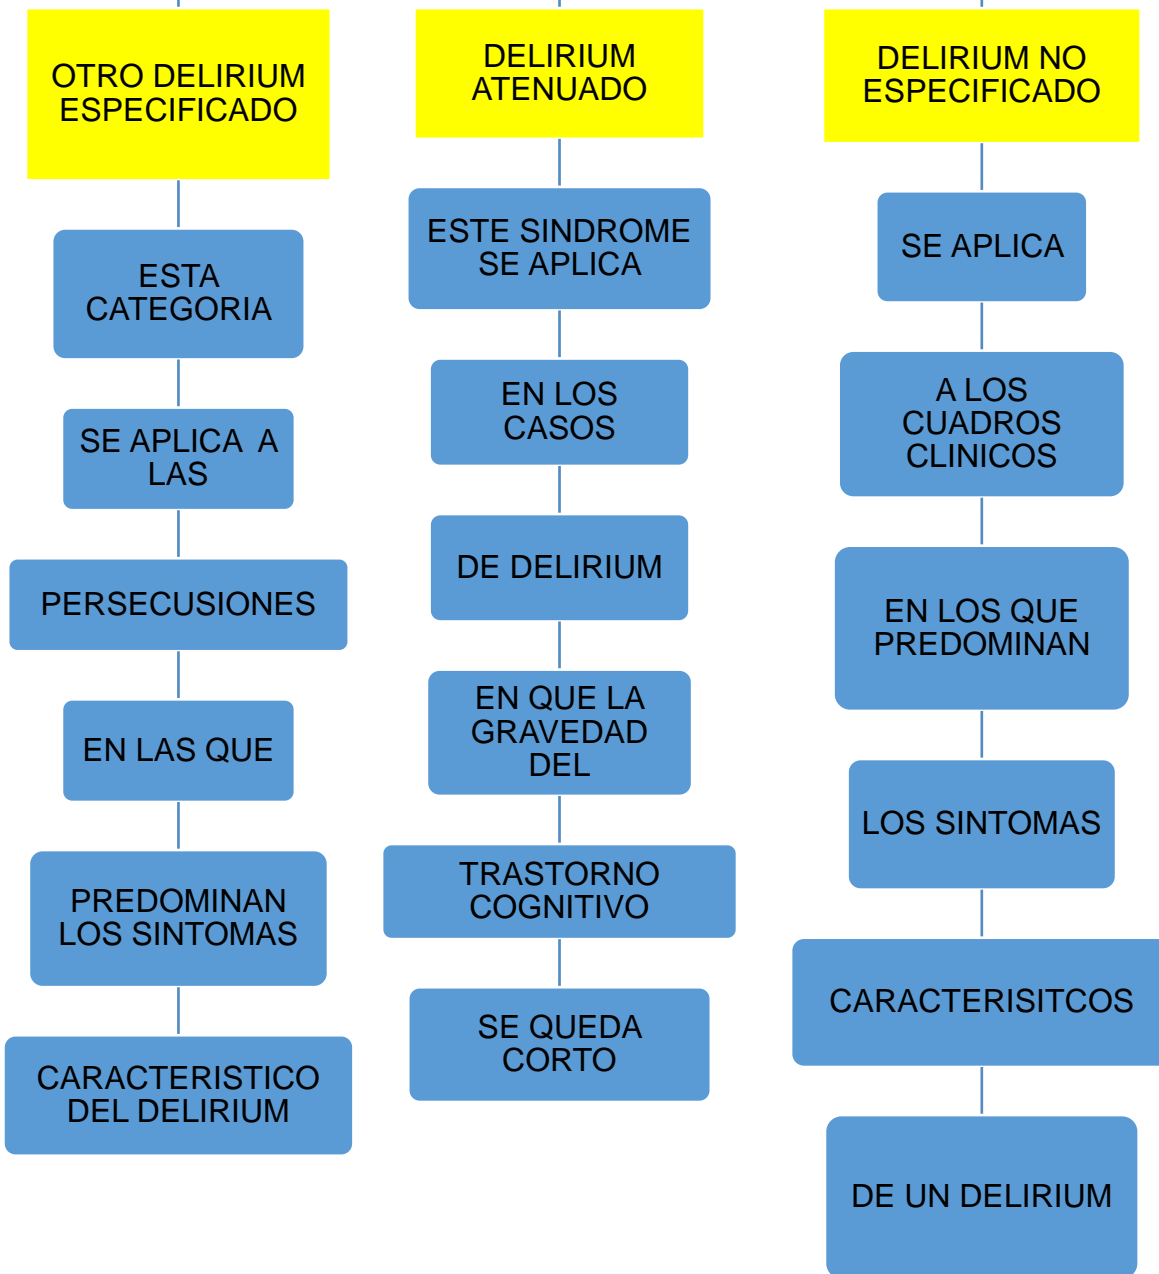 OTRO DELIRIUM
ESPECIFICADO
ESTA
CATEGORIA
SE APLICA A
LAS
PERSECUSIONES
EN LAS QUE
PREDOMINAN
LOS SINTOMAS
CARACTERISTICO
DEL DELIRIUM
DELIRIUM
ATENUADO
ESTE SINDROME
SE APLICA
EN LOS
CASOS
DE DELIRIUM
EN QUE LA
GRAVEDAD
DEL
TRASTORNO
COGNITIVO
SE QUEDA
CORTO
DELIRIUM NO
ESPECIFICADO
SE APLICA
A LOS
CUADROS
CLINICOS
EN LOS QUE
PREDOMINAN
LOS SINTOMAS
CARACTERISITCOS
DE UN DELIRIUM